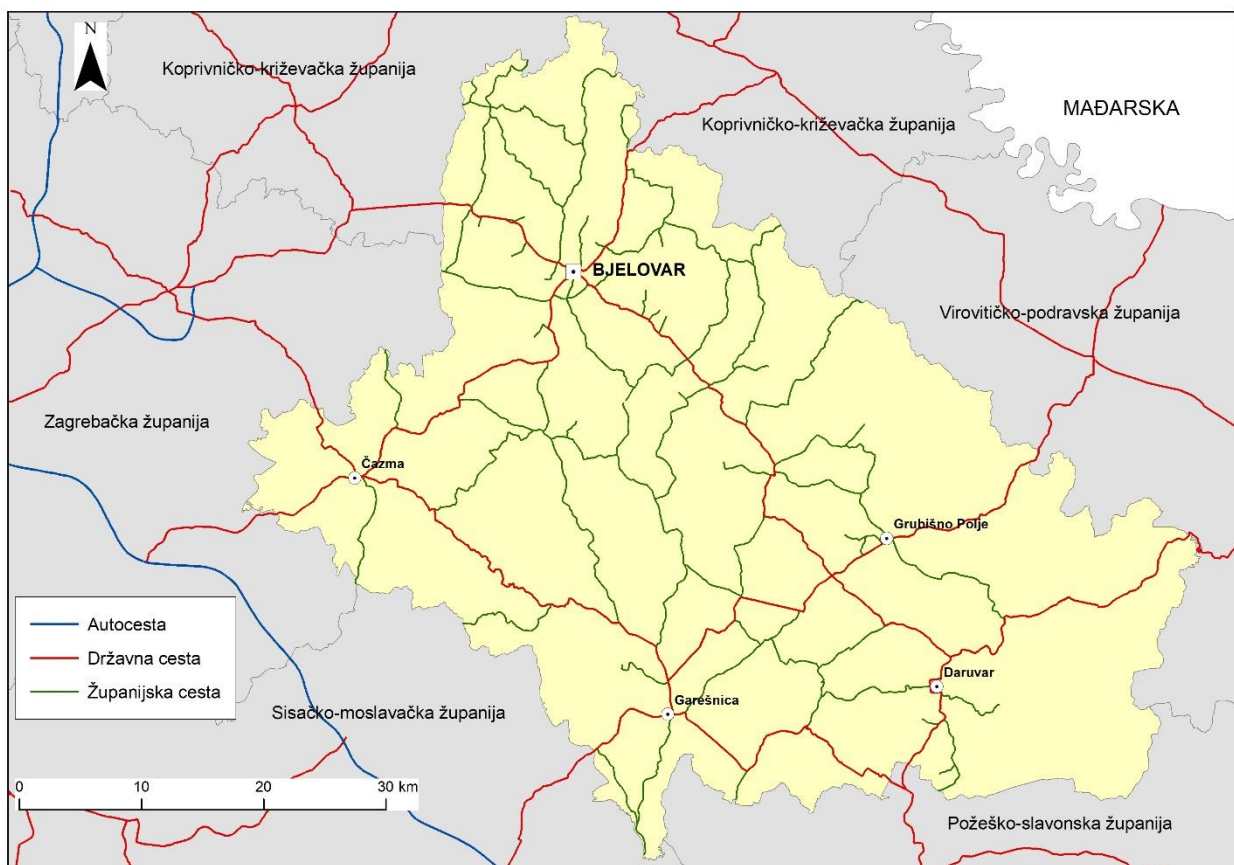 N
Koprivničko-križevačka županija
MAĐARSKA
Koprivničko-križevačka županija
BJELOVAR
Virovitičko-podravska županija
Zagrebačka županija
Čazma
Grubišno Polje
Autocesta
Državna cesta
Županijska cesta
Daruvar
Garešnica
Sisačko-moslavačka županija
0 10 20 30 km
Požeško-slavonska županija